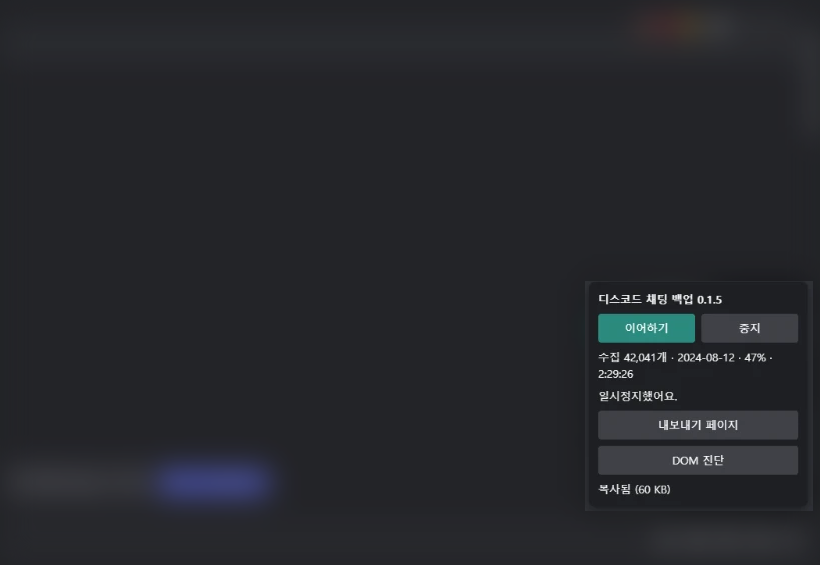 디스코드 채팅 백업 0.1.5
이어하기
중지
수집 42,041개 · 2024-08-12 · 47% ·
2:29:26
일시정지했어요.
내보내기 페이지
DOM 진단
복사됨 (60 KB)